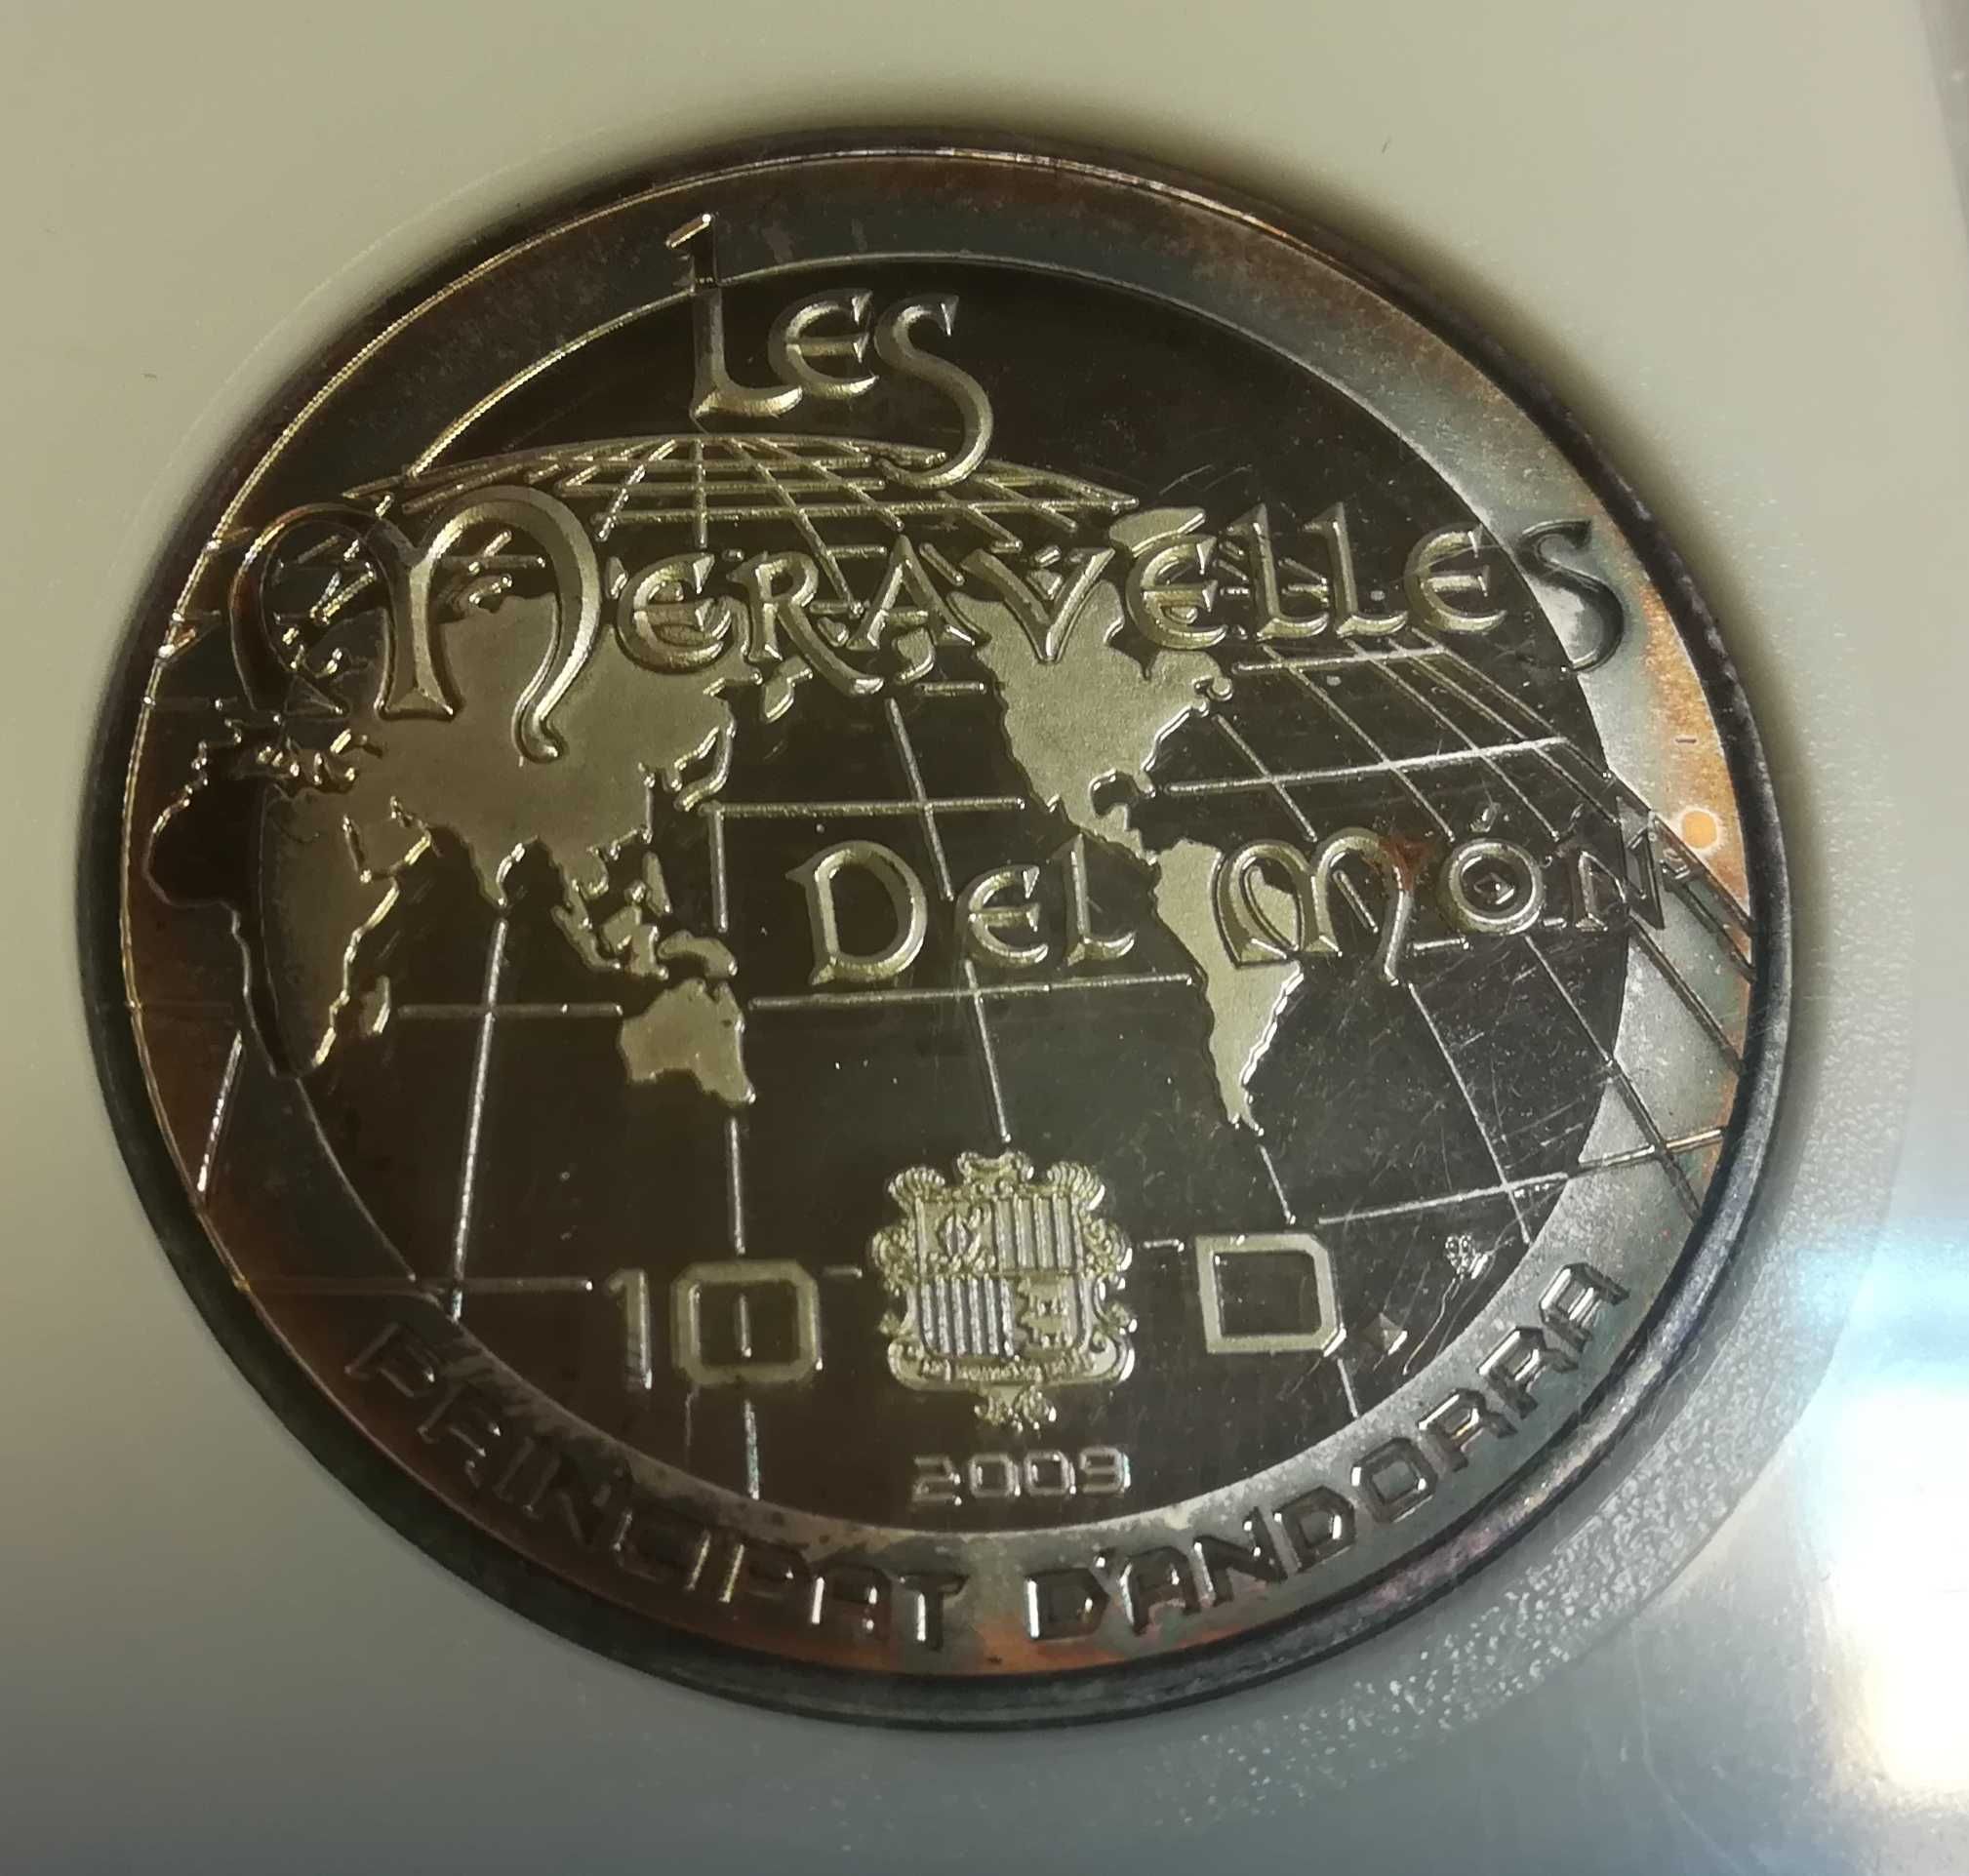 LES
MERAVELLES
DEL MÓN
10 D
2009
PRINCIPAT D'ANDORRA